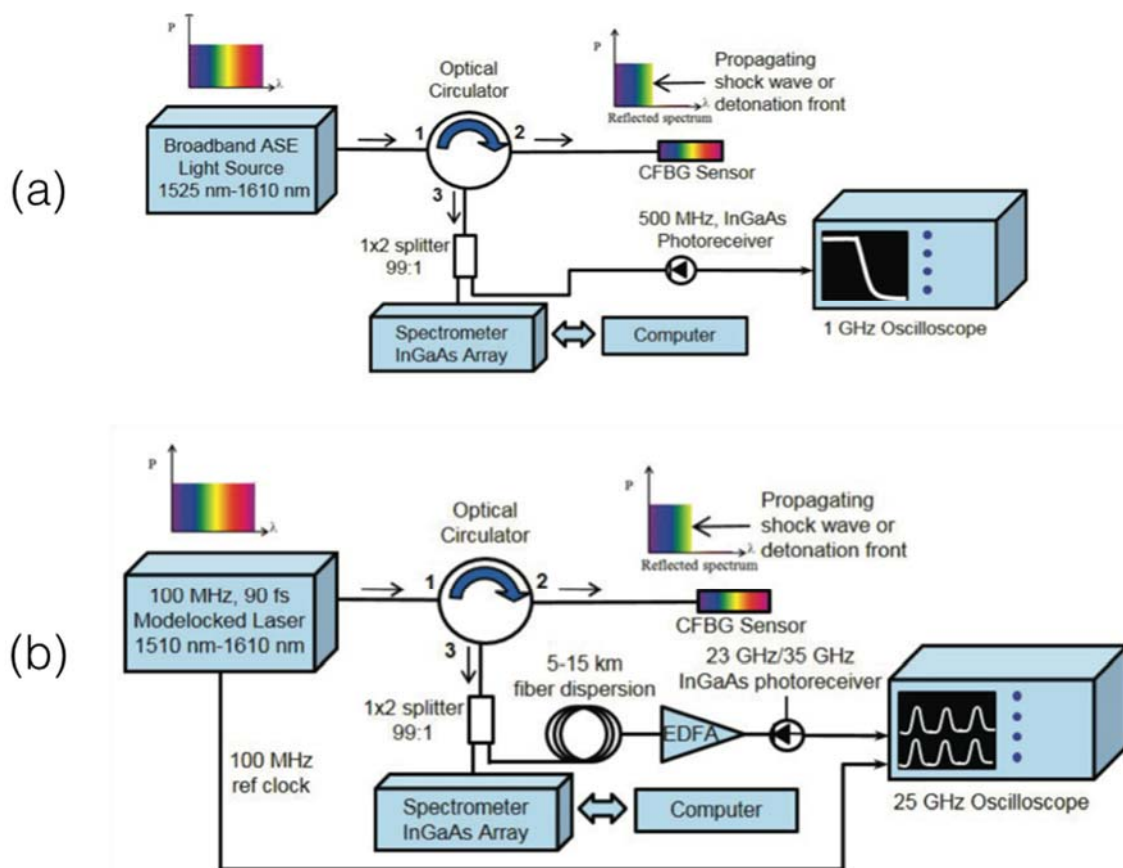 (a)
P
λ
Broadband ASE
Light Source
1525 nm-1610 nm
Optical
Circulator
1
2
3
P
λ
Reflected spectrum
Propagating
shock wave or
detonation front
CFBG Sensor
1x2 splitter
99:1
500 MHz, InGaAs
Photoreceiver
1 GHz Oscilloscope
Spectrometer
InGaAs Array
Computer
(b)
P
λ
100 MHz, 90 fs
Modelocked Laser
1510 nm-1610 nm
Optical
Circulator
1
2
3
P
λ
Reflected spectrum
Propagating
shock wave or
detonation front
CFBG Sensor
1x2 splitter
99:1
5-15 km
fiber dispersion
EDFA
23 GHz/35 GHz
InGaAs photoreceiver
25 GHz Oscilloscope
100 MHz
ref clock
Spectrometer
InGaAs Array
Computer